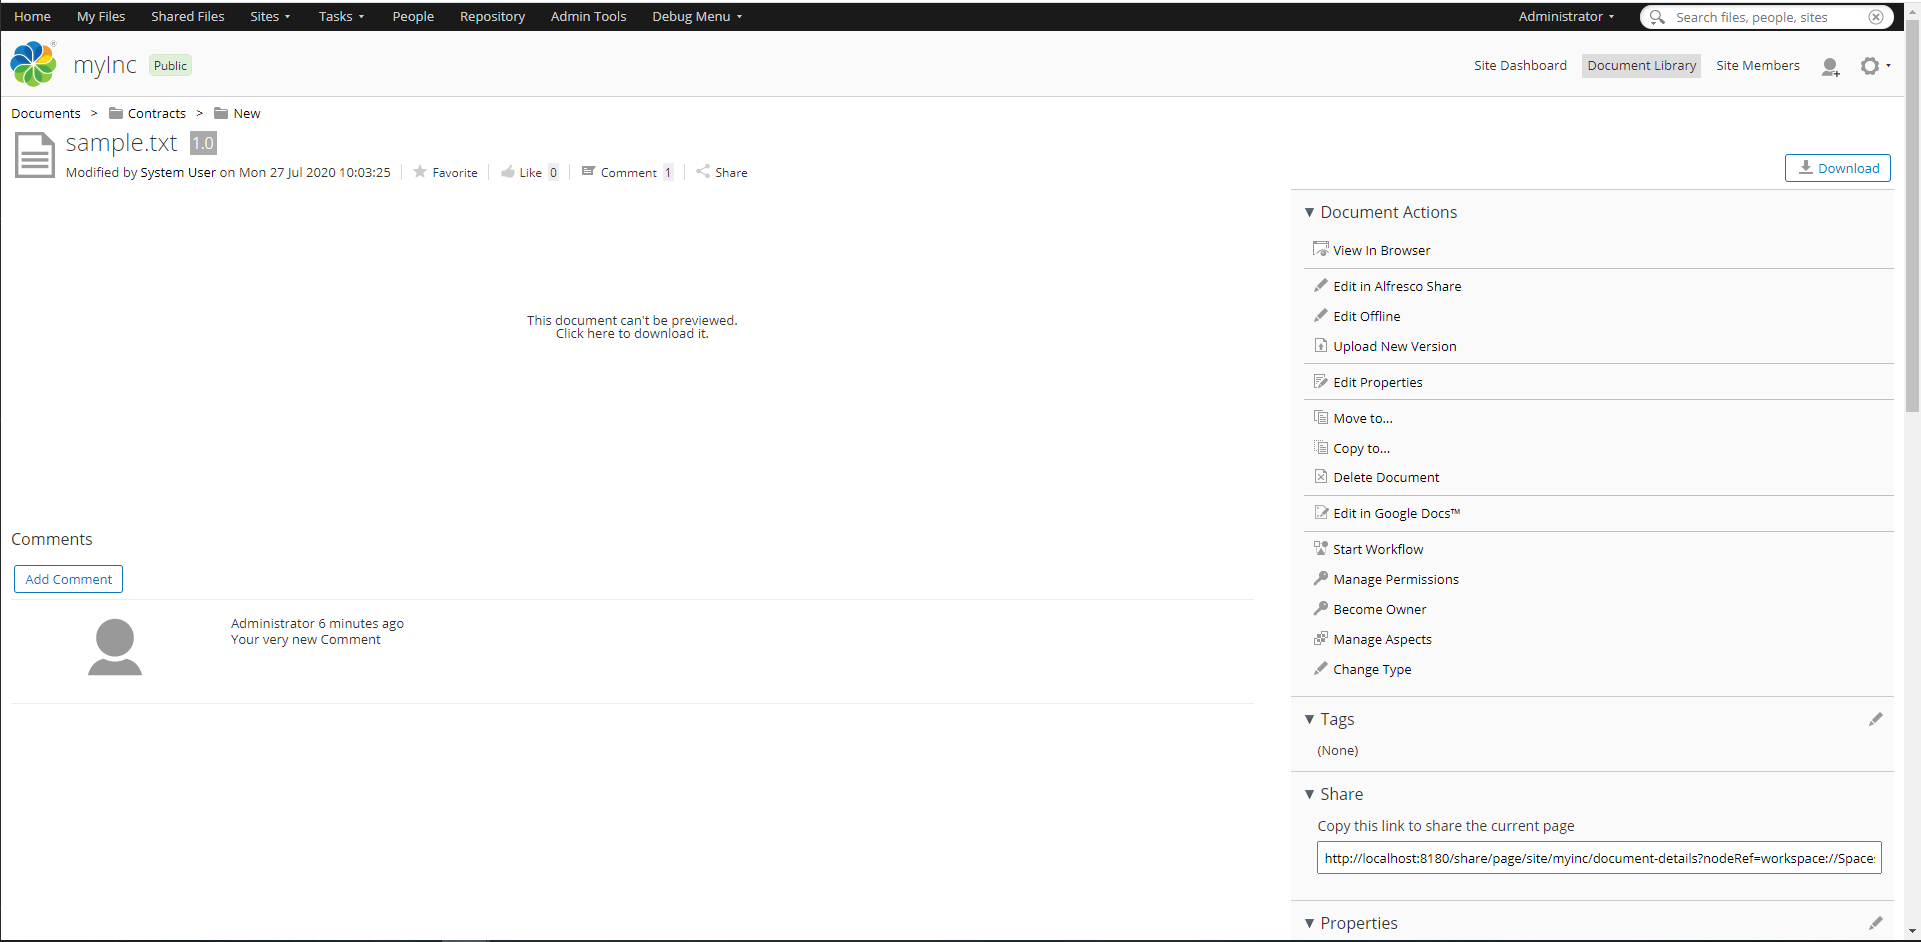 Home My Files Shared Files Sites Tasks People Repository Admin Tools Debug Menu Administrator Search files, people, sites
myInc Public Site Dashboard Document Library Site Members
Documents > Contracts > New
sample.txt 1.0
Modified by System User on Mon 27 Jul 2020 10:03:25 Favorite Like 0 Comment 1 Share
Download
This document can't be previewed.
Click here to download it.
Comments
Add Comment
Administrator 6 minutes ago
Your very new Comment
Document Actions
View In Browser
Edit in Alfresco Share
Edit Offline
Upload New Version
Edit Properties
Move to...
Copy to...
Delete Document
Edit in Google Docs™
Start Workflow
Manage Permissions
Become Owner
Manage Aspects
Change Type
Tags
(None)
Share
Copy this link to share the current page
http://localhost:8180/share/page/site/myinc/document-details?nodeRef=workspace://Space
Properties